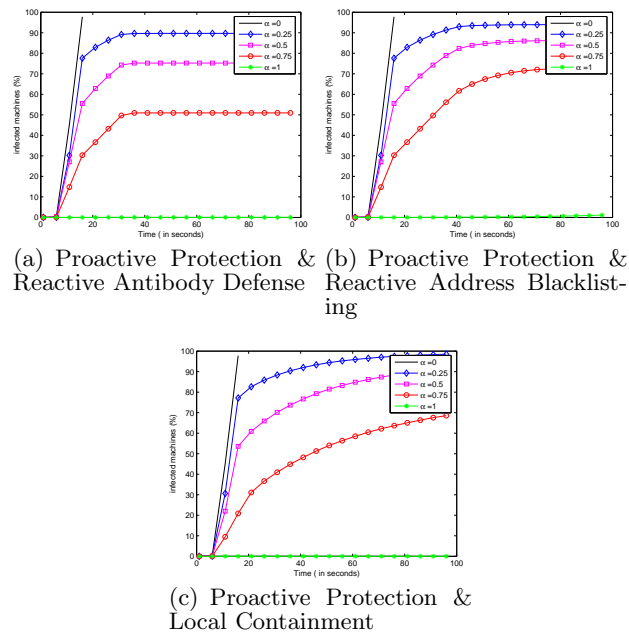 infected machines (%)
100
90
80
70
60
50
40
30
20
10
0
0 20 40 60 80 100
Time ( in seconds)
α =0
α =0.25
α =0.5
α =0.75
α =1
(a) Proactive Protection &
Reactive Antibody Defense
infected machines (%)
100
90
80
70
60
50
40
30
20
10
0
0 20 40 60 80 100
Time ( in seconds)
α =0
α =0.25
α =0.5
α =0.75
α =1
(b) Proactive Protection &
Reactive Address Blacklist-
ing
infected machines (%)
100
90
80
70
60
50
40
30
20
10
0
0 20 40 60 80 100
Time ( in seconds)
α =0
α =0.25
α =0.5
α =0.75
α =1
(c) Proactive Protection &
Local Containment